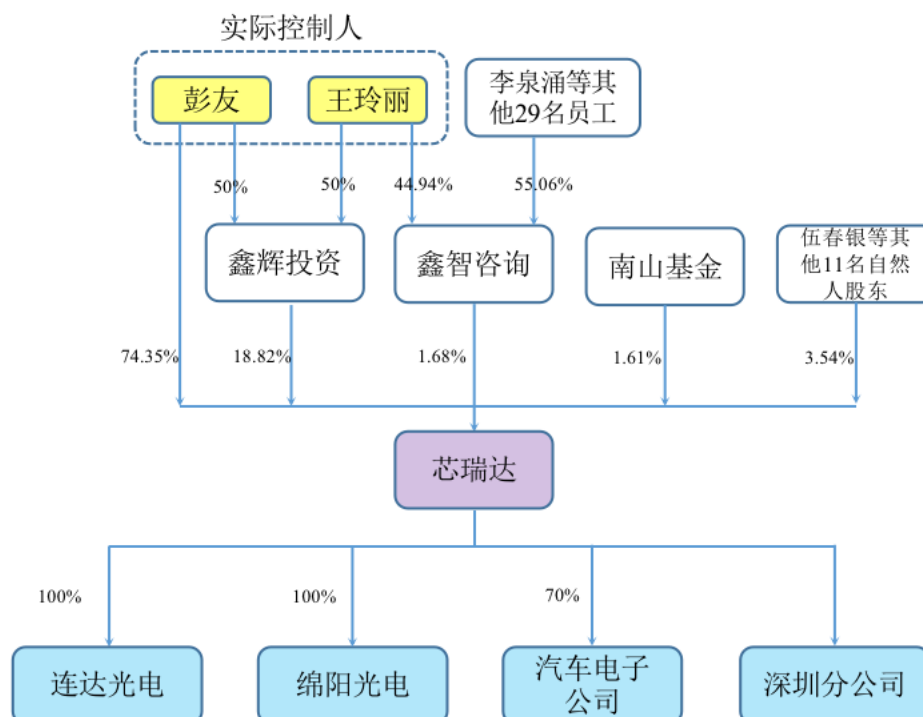 实际控制人
彭友
王玲丽
李泉涌等其
他29名员工
50%
50%
44.94%
55.06%
鑫辉投资
鑫智咨询
南山基金
伍春银等其
他11名自然
人股东
74.35%
18.82%
1.68%
1.61%
3.54%
芯瑞达
100%
100%
70%
连达光电
绵阳光电
汽车电子
公司
深圳分公司